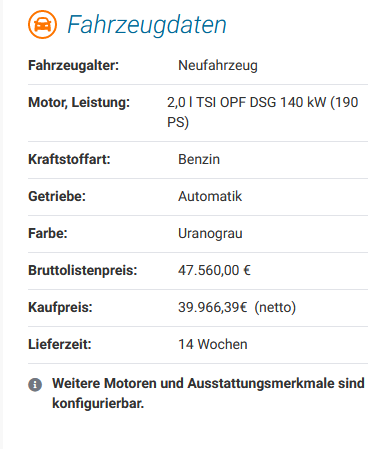 Fahrzeugdaten
Fahrzeugalter: Neufahrzeug
Motor, Leistung: 2,0 l TSI OPF DSG 140 kW (190
PS)
Kraftstoffart: Benzin
Getriebe: Automatik
Farbe: Uranograu
Bruttolistenpreis: 47.560,00 €
Kaufpreis: 39.966,39€ (netto)
Lieferzeit: 14 Wochen
Weitere Motoren und Ausstattungsmerkmale sind
konfigurierbar.